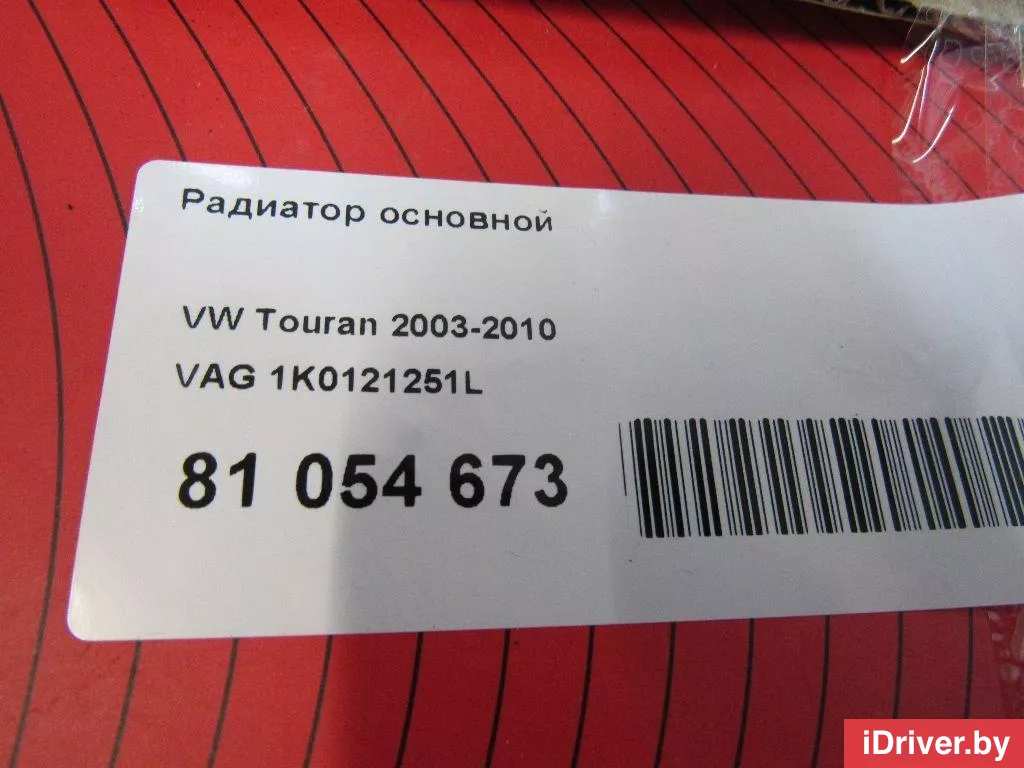 Радиатор основной
VW Touran 2003-2010
VAG 1K0121251L
81 054 673
iDriver.by